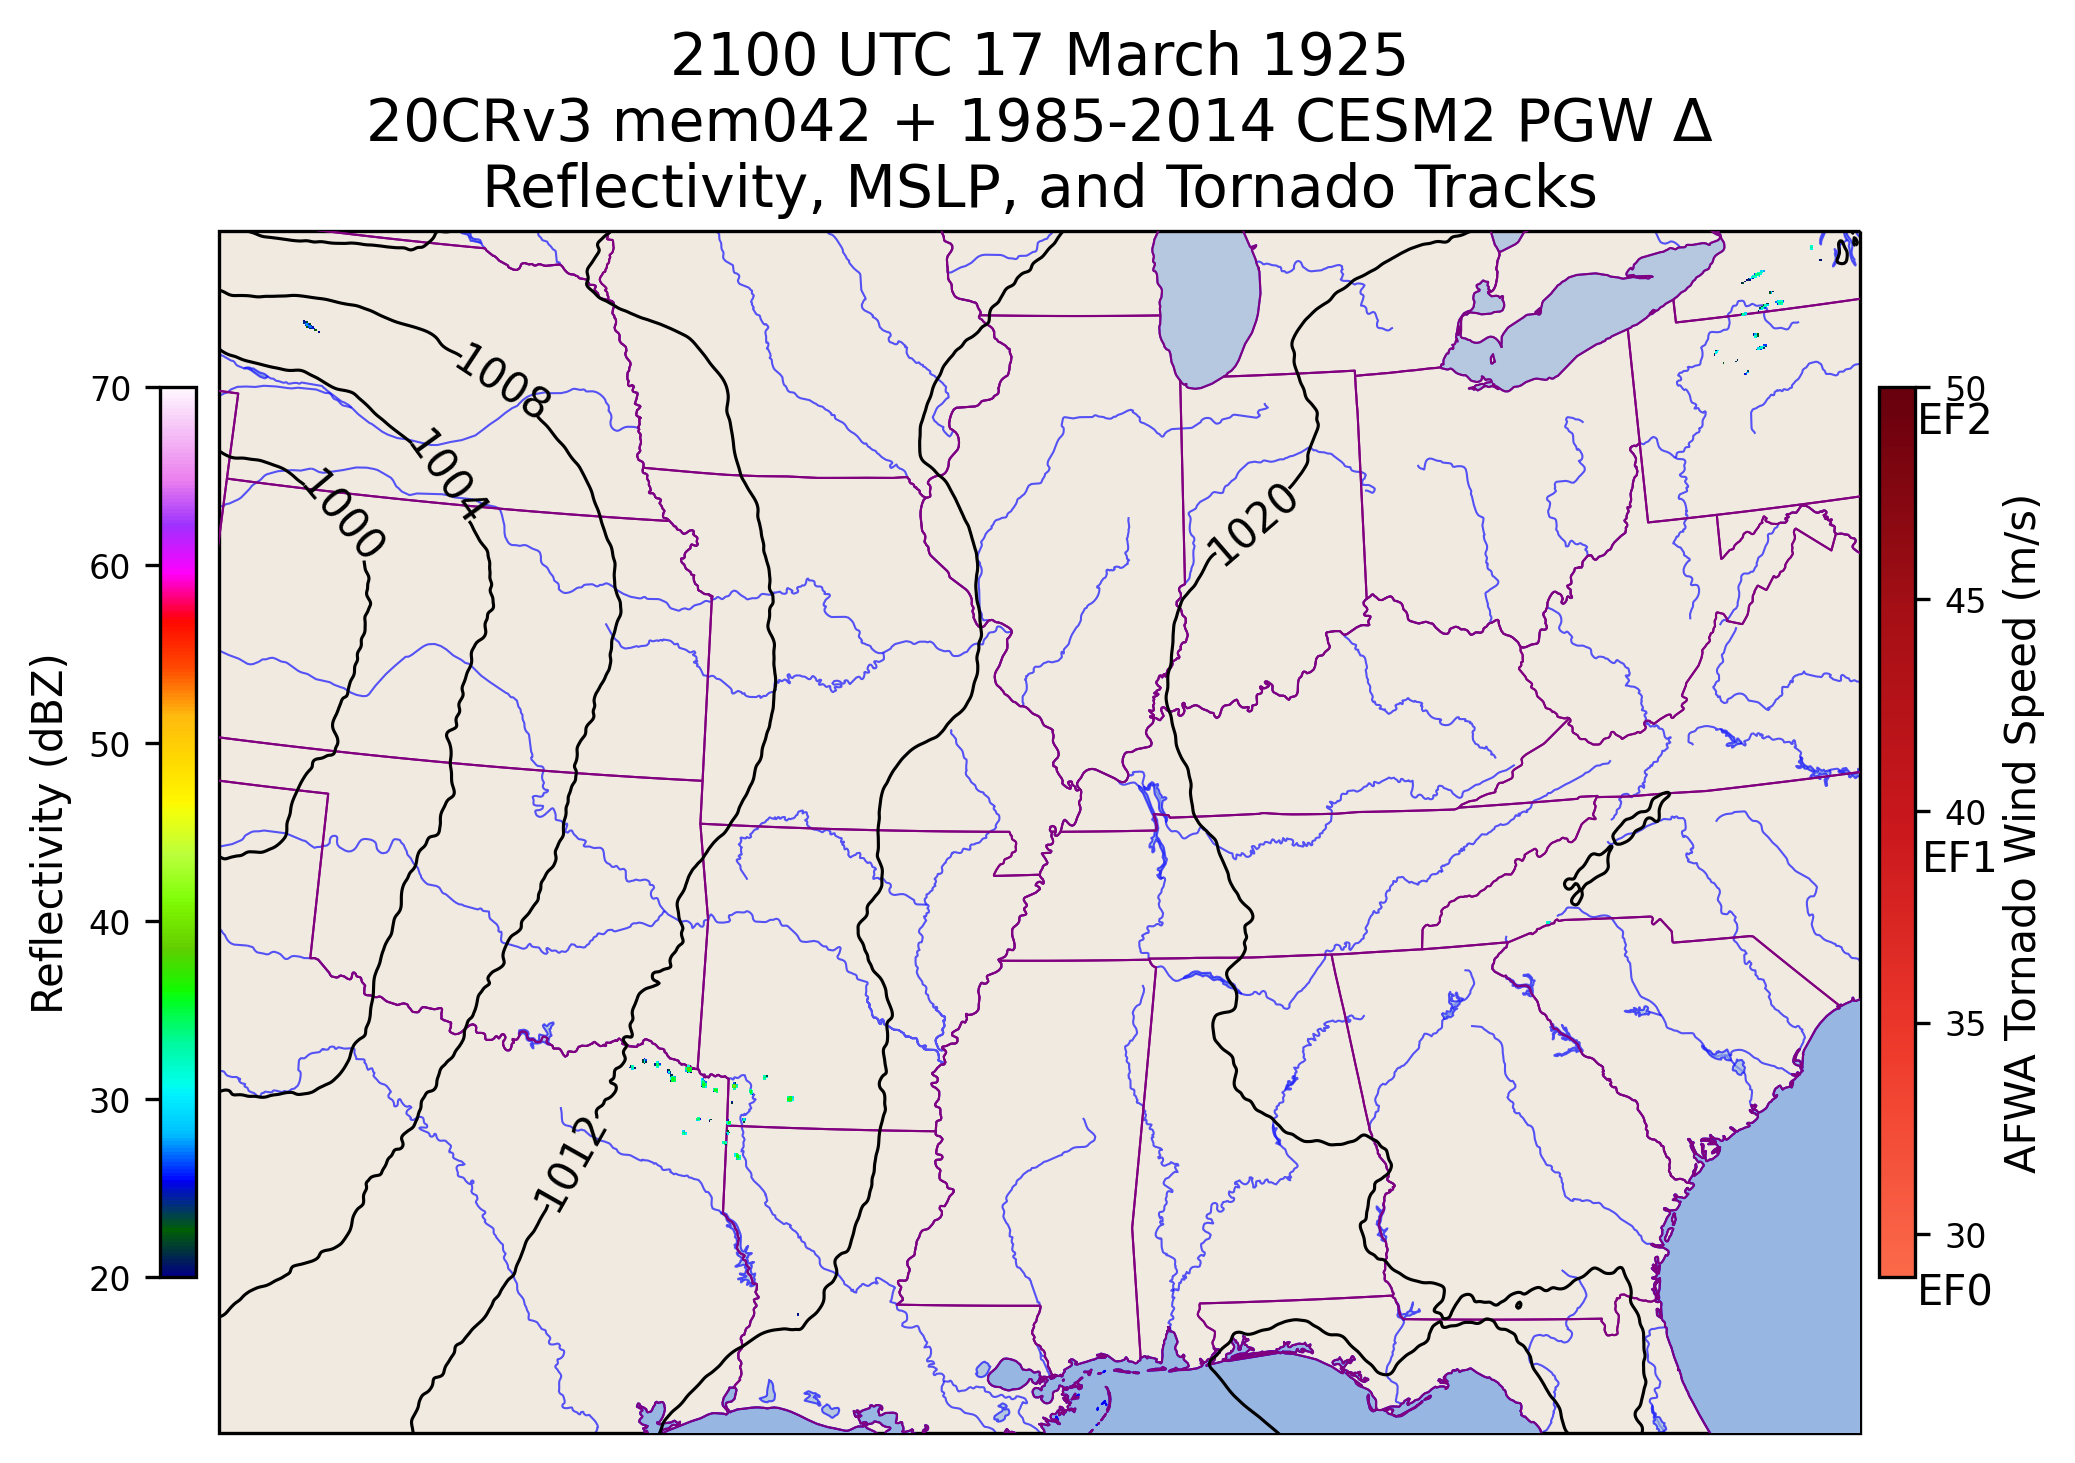 2100 UTC 17 March 1925
20CRv3 mem042 + 1985-2014 CESM2 PGW Δ
Reflectivity, MSLP, and Tornado Tracks
1008
1004
1000
1020
1012
70
60
50
40
30
20
Reflectivity (dBZ)
50
EF2
45
40
EF1
35
30
EF0
AFWA Tornado Wind Speed (m/s)